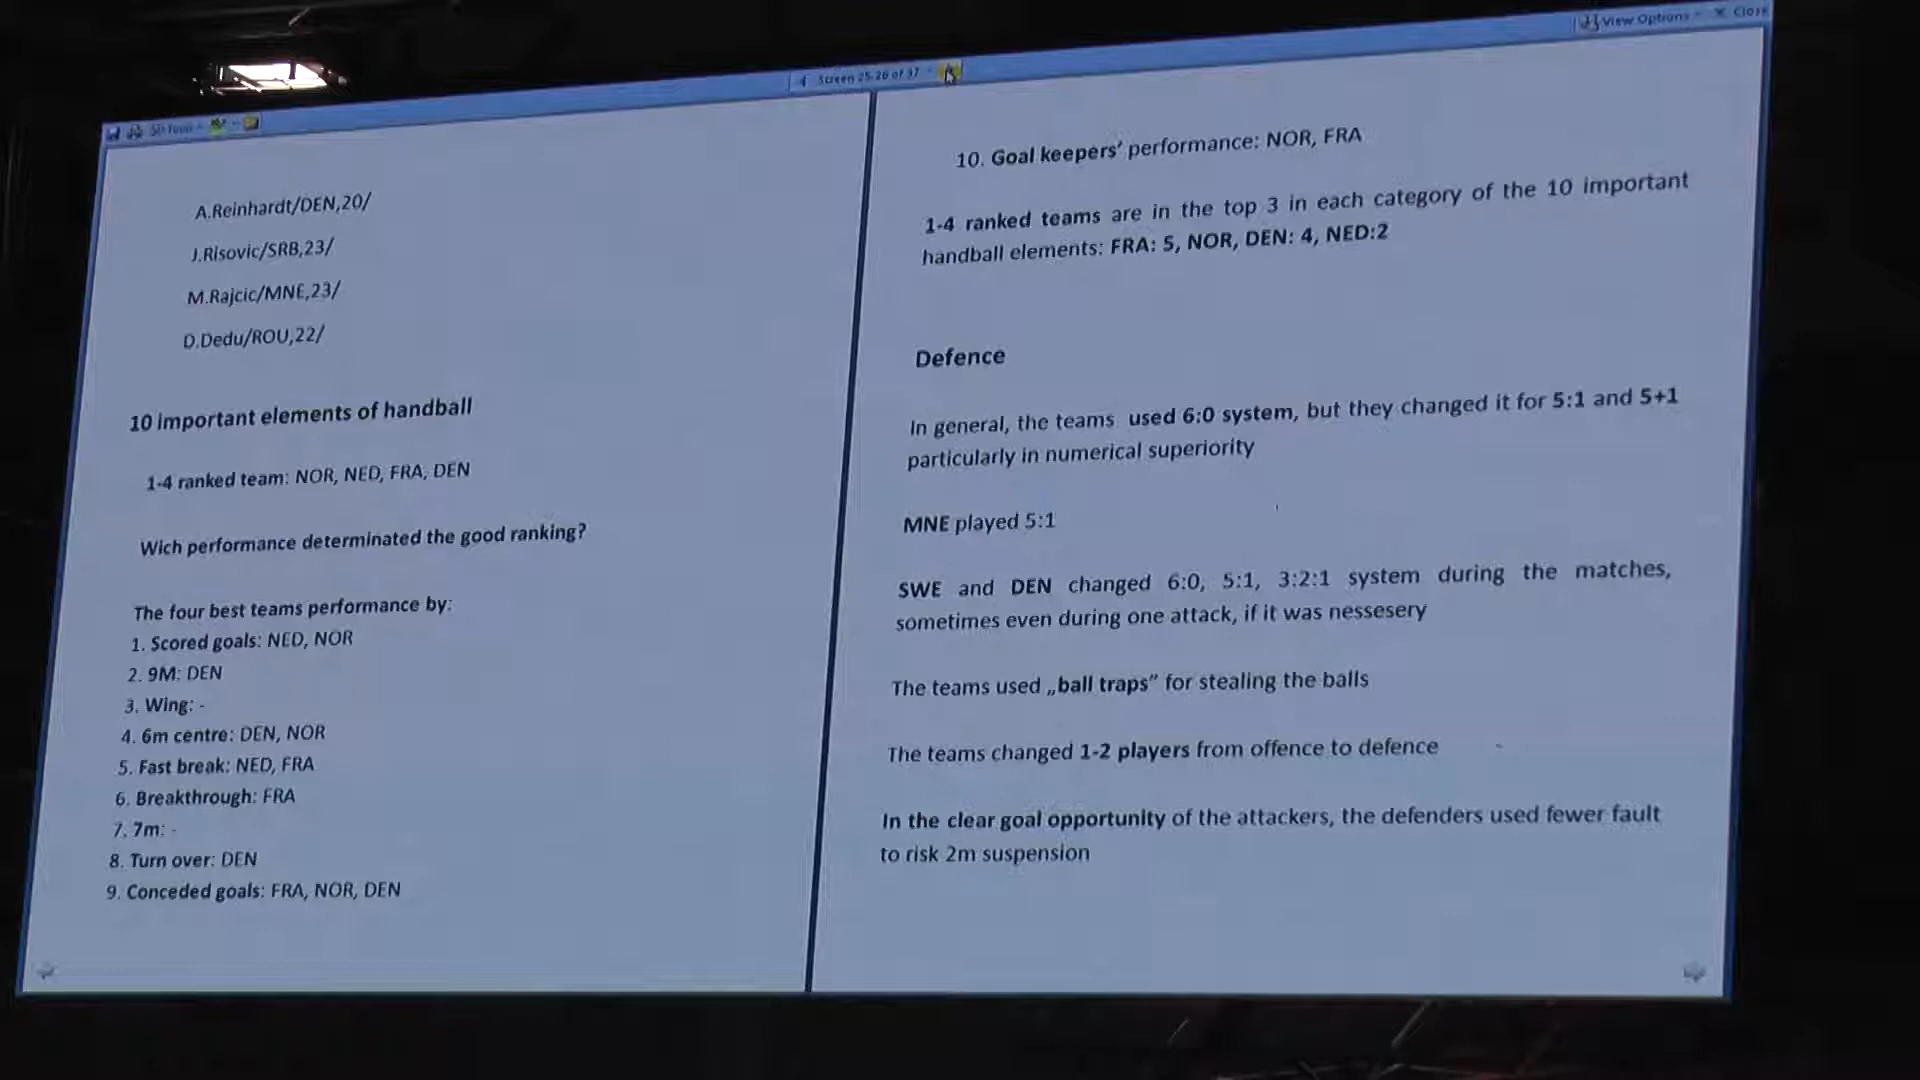 View Options
Close
Screen 25-26 of 37
A.Reinhardt/DEN,20/
J.Risovic/SRB,23/
M.Rajcic/MNE,23/
D.Dedu/ROU,22/
10 important elements of handball
1-4 ranked team: NOR, NED, FRA, DEN
Wich performance determinated the good ranking?
The four best teams performance by:
1. Scored goals: NED, NOR
2. 9M: DEN
3. Wing: -
4. 6m centre: DEN, NOR
5. Fast break: NED, FRA
6. Breakthrough: FRA
7. 7m: -
8. Turn over: DEN
9. Conceded goals: FRA, NOR, DEN
10. Goal keepers' performance: NOR, FRA
1-4 ranked teams are in the top 3 in each category of the 10 important
handball elements: FRA: 5, NOR, DEN: 4, NED:2
Defence
In general, the teams used 6:0 system, but they changed it for 5:1 and 5+1
particularly in numerical superiority
MNE played 5:1
SWE and DEN changed 6:0, 5:1, 3:2:1 system during the matches,
sometimes even during one attack, if it was nessesery
The teams used „ball traps” for stealing the balls
The teams changed 1-2 players from offence to defence
In the clear goal opportunity of the attackers, the defenders used fewer fault
to risk 2m suspension